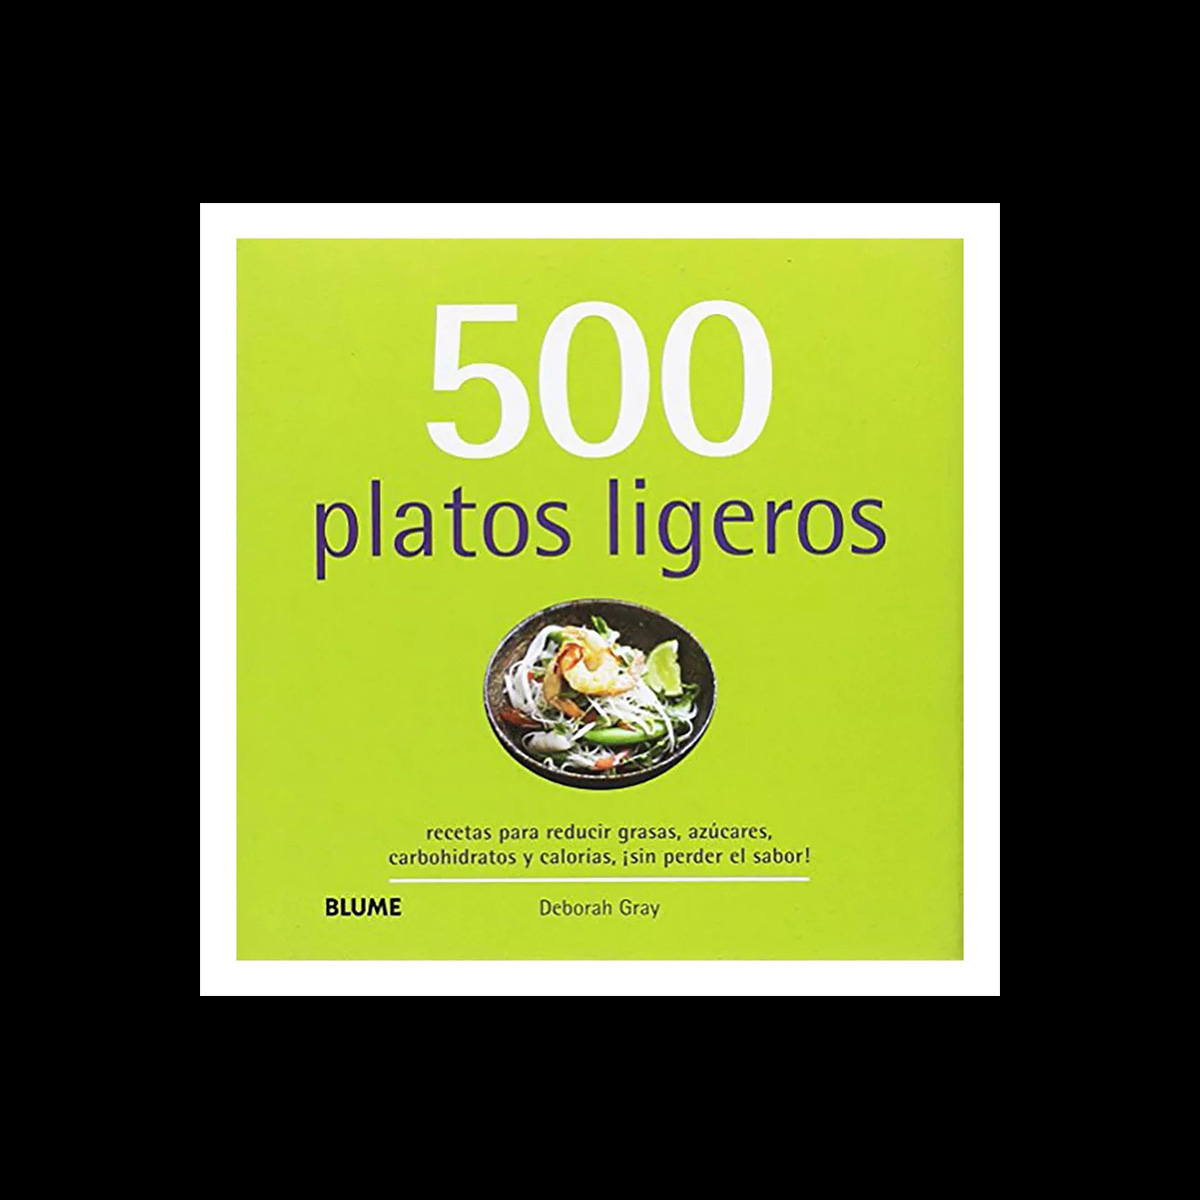 500
platos ligeros
recetas para reducir grasas, azúcares,
carbohidratos y calorías, ¡sin perder el sabor!
BLUME
Deborah Gray